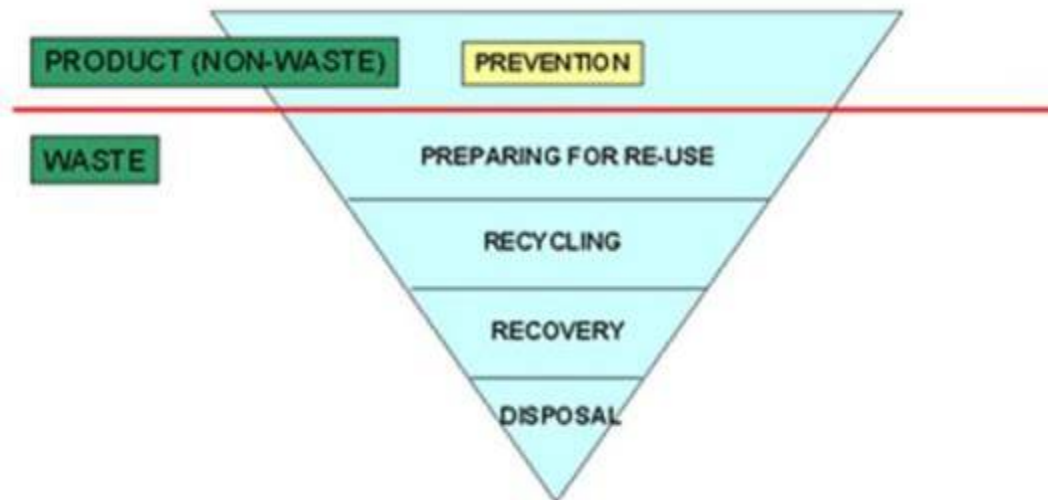 PRODUCT (NON-WASTE)
PREVENTION
WASTE
PREPARING FOR RE-USE
RECYCLING
RECOVERY
DISPOSAL